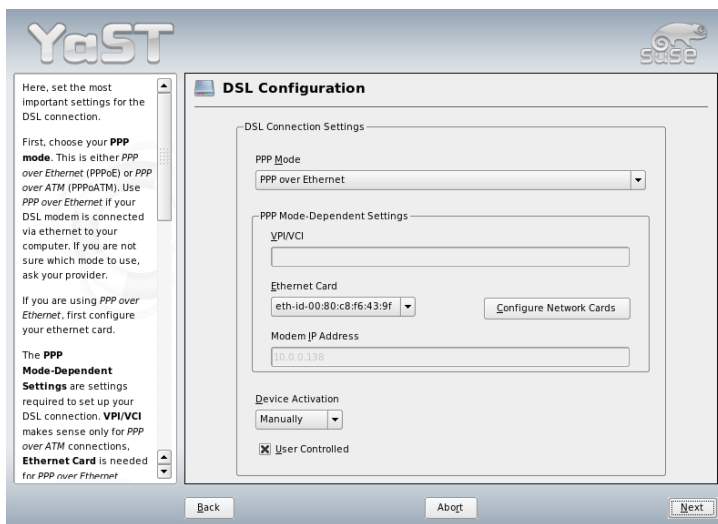 YaST
SUSE
Here, set the most
important settings for the
DSL connection.
First, choose your PPP
mode. This is either PPP
over Ethernet (PPPoE) or PPP
over ATM (PPPoATM). Use
PPP over Ethernet if your
DSL modem is connected
via ethernet to your
computer. If you are not
sure which mode to use,
ask your provider.
If you are using PPP over
Ethernet, first configure
your ethernet card.
The PPP
Mode-Dependent
Settings are settings
required to set up your
DSL connection. VPI/VCI
makes sense only for PPP
over ATM connections,
Ethernet Card is needed
for PPP over Ethernet
DSL Configuration
DSL Connection Settings
PPP Mode
PPP over Ethernet
PPP Mode-Dependent Settings
VPI/VCI
Ethernet Card
eth-id-00:80:c8:f6:43:9f
Configure Network Cards
Modem IP Address
10.0.0.138
Device Activation
Manually
User Controlled
Back
Abort
Next